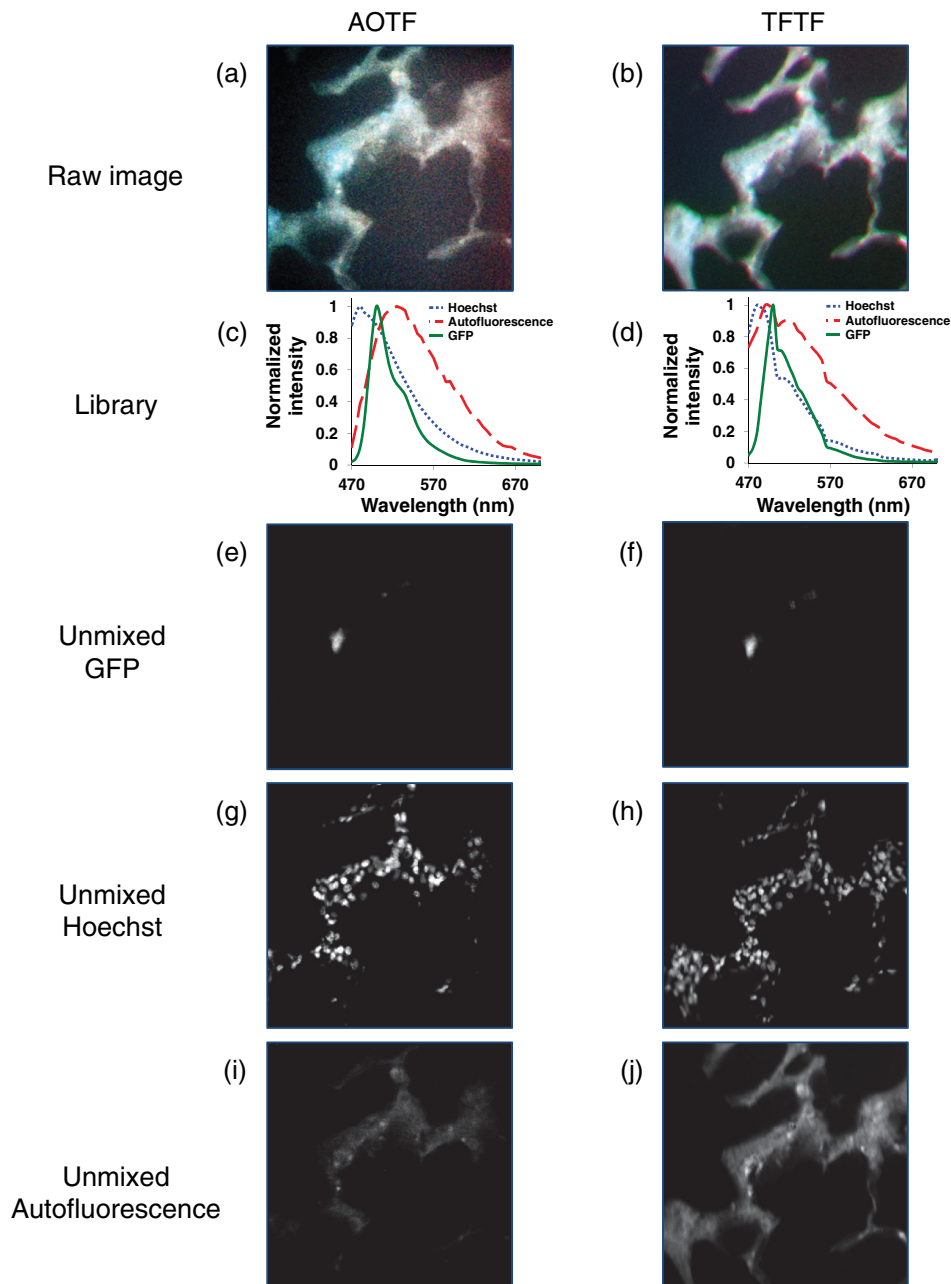 AOTF
TFTF
(a)
(b)
Raw image
(c)
Normalized
intensity
1
0.8
0.6
0.4
0.2
0
470
570
670
Wavelength (nm)
Hoechst
Autofluorescence
GFP
(d)
Normalized
intensity
1
0.8
0.6
0.4
0.2
0
470
570
670
Wavelength (nm)
Hoechst
Autofluorescence
GFP
Library
(e)
(f)
Unmixed
GFP
(g)
(h)
Unmixed
Hoechst
(i)
(j)
Unmixed
Autofluorescence